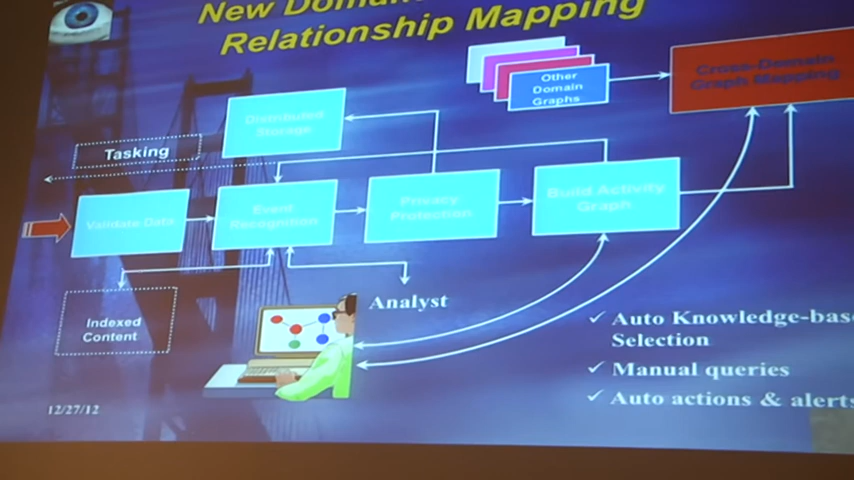 New Domain
Relationship Mapping
Other
Domain
Graphs
Cross-Domain
Graph Mapping
Distributed
Storage
Tasking
Validate Data
Event
Recognition
Privacy
Protection
Build Activity
Graph
Indexed
Content
Analyst
✓ Auto Knowledge-bas
Selection
✓ Manual queries
✓ Auto actions & alerts
12/27/12